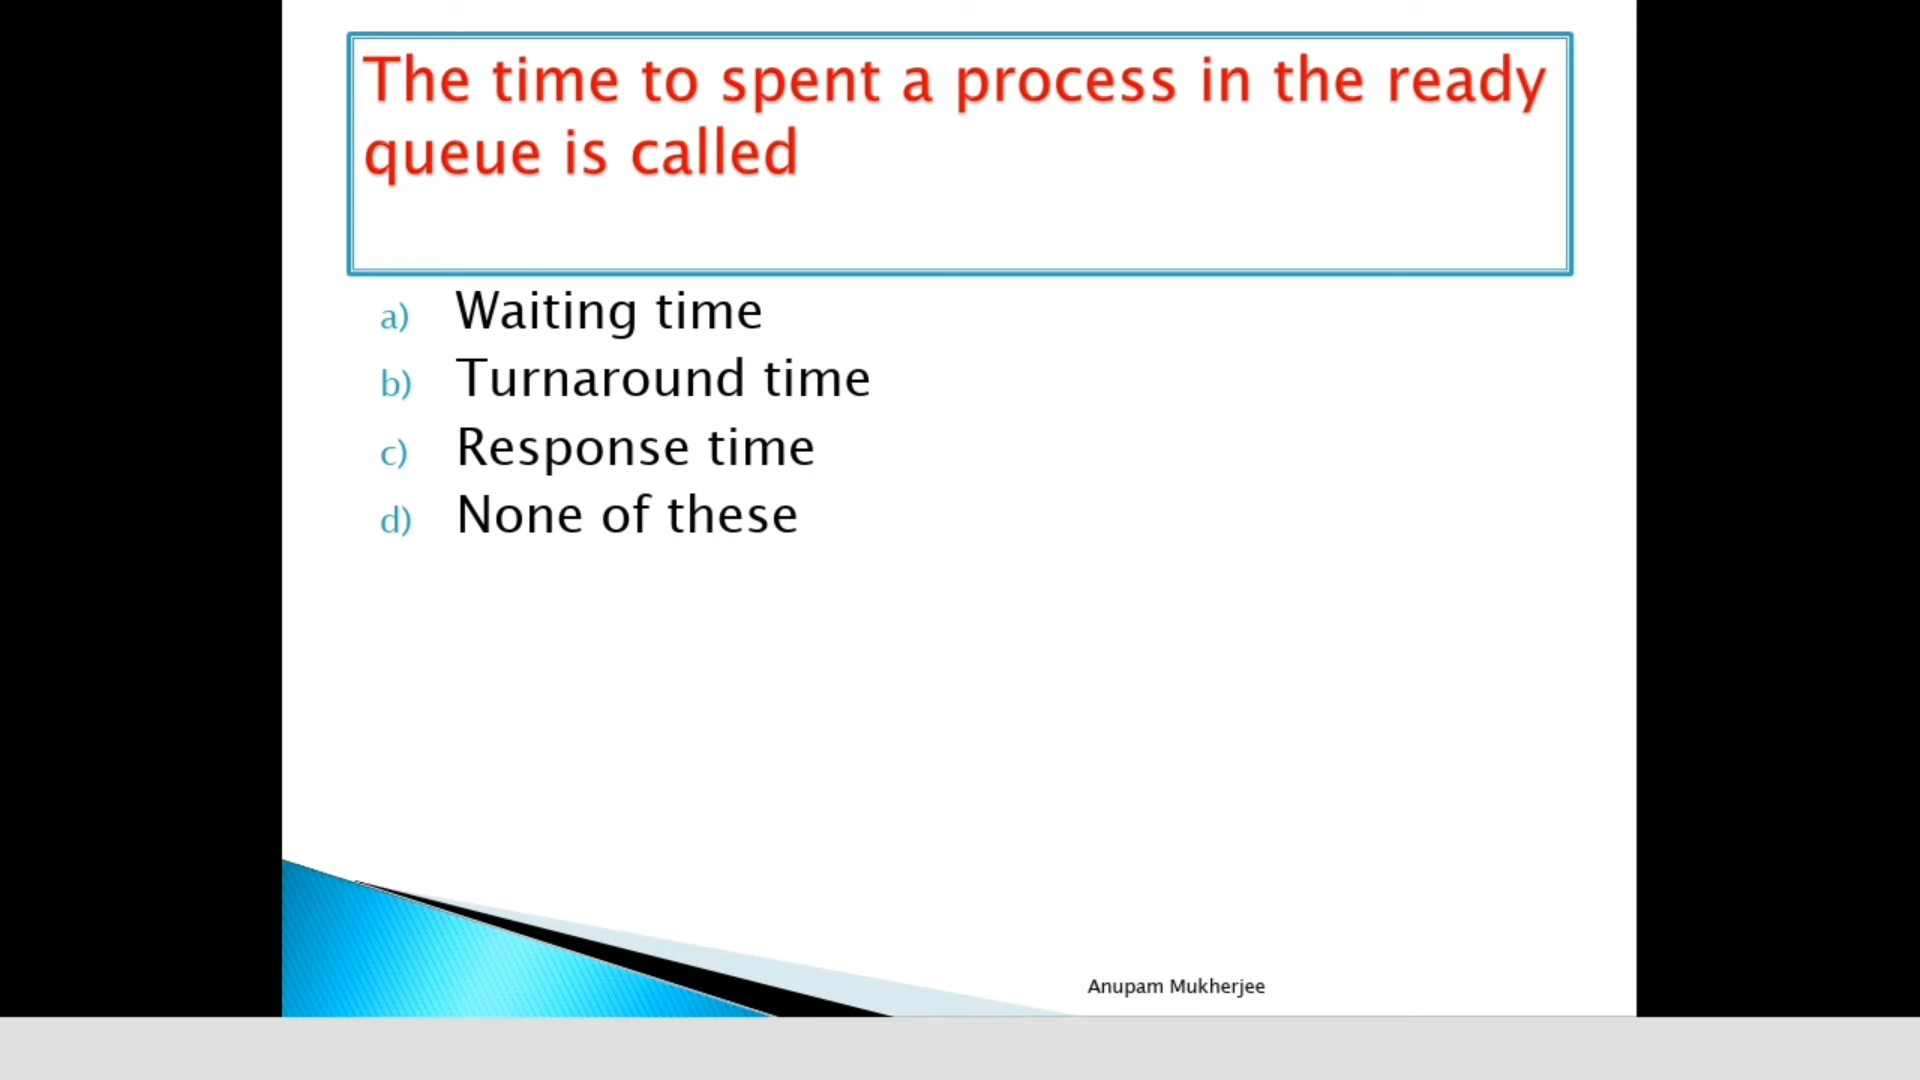 The time to spent a process in the ready
queue is called
a) Waiting time
b) Turnaround time
c) Response time
d) None of these
Anupam Mukherjee